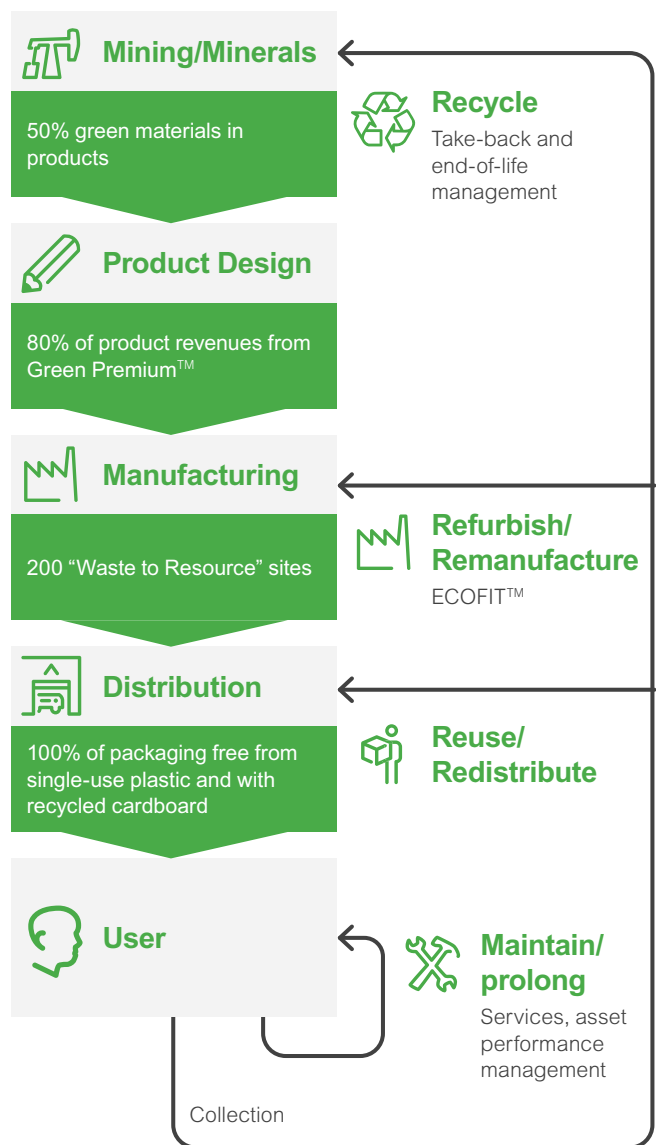 Mining/Minerals
50% green materials in
products
Recycle
Take-back and
end-of-life
management
Product Design
80% of product revenues from
Green Premium™
Manufacturing
200 “Waste to Resource” sites
Refurbish/
Remanufacture
ECOFIT™
Distribution
100% of packaging free from
single-use plastic and with
recycled cardboard
Reuse/
Redistribute
User
Maintain/
prolong
Services, asset
performance
management
Collection